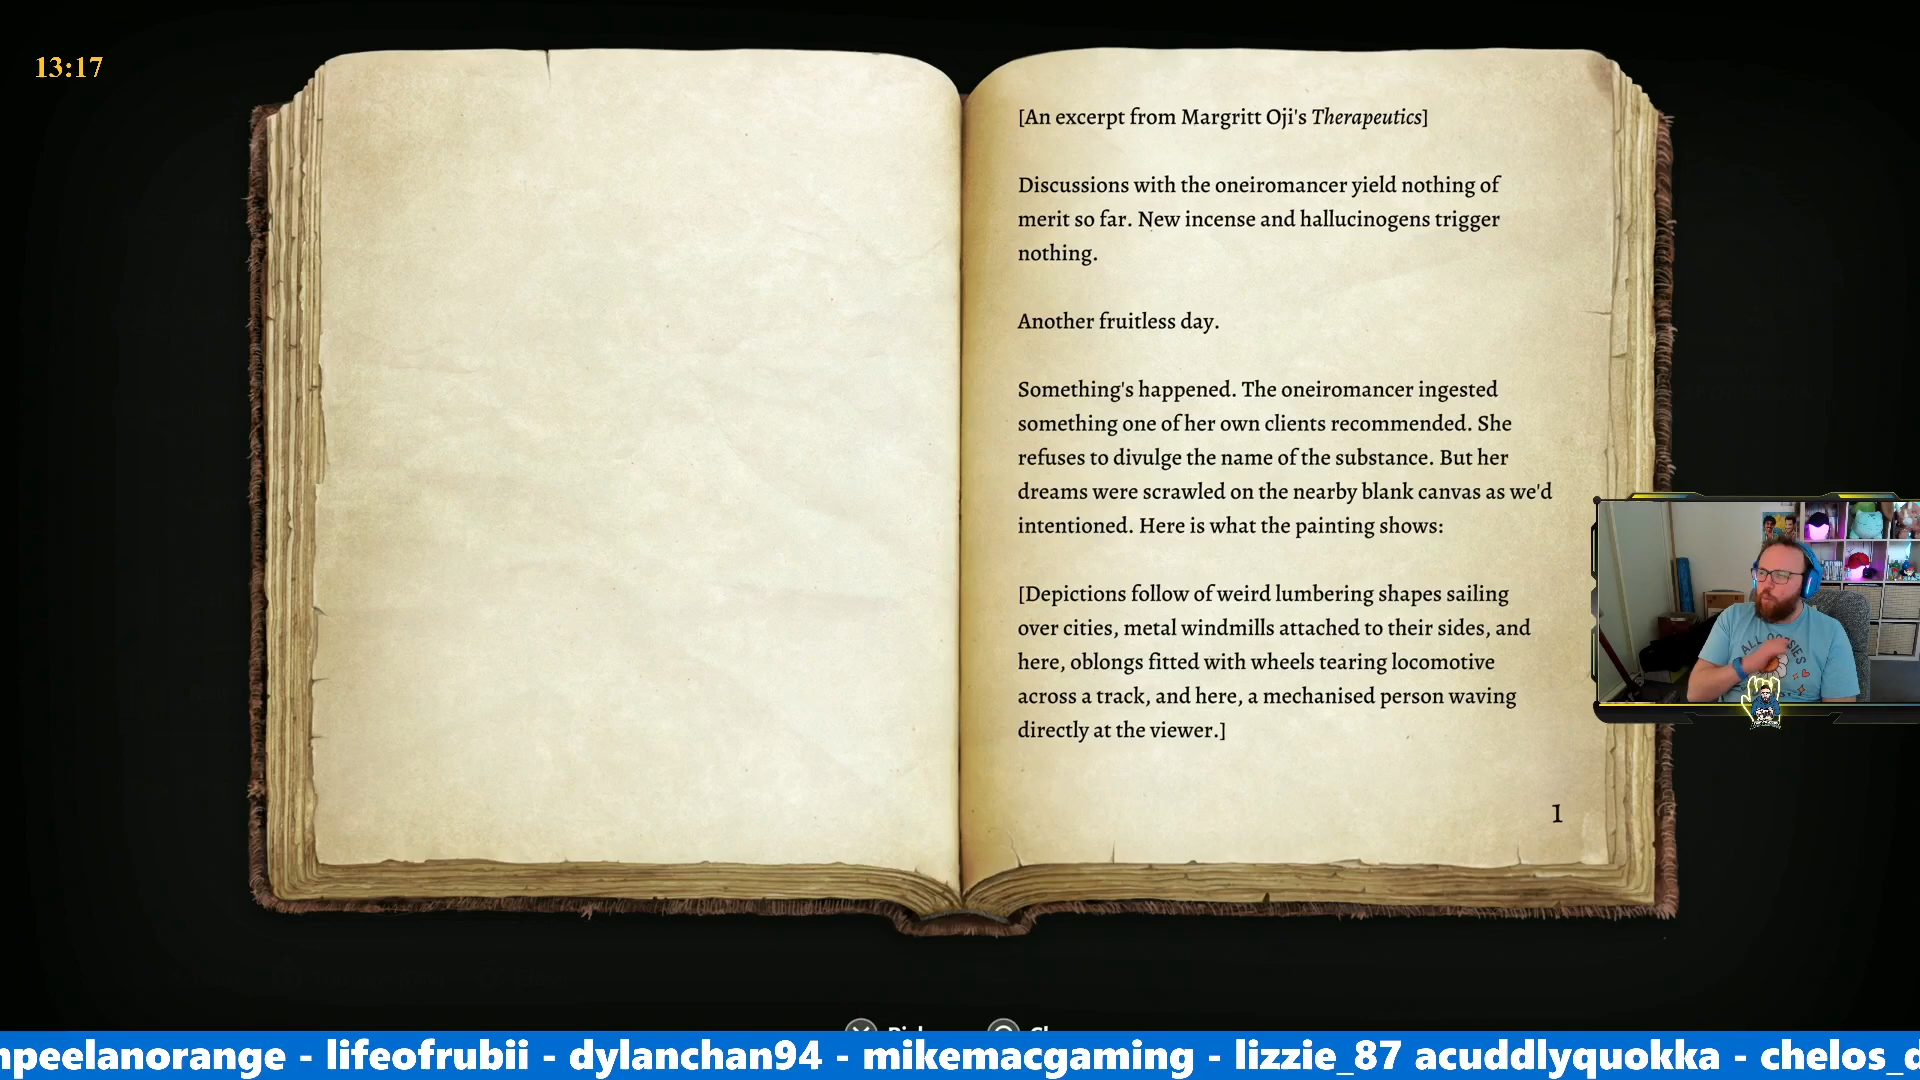 13:17
[An excerpt from Margritt Oji's Therapeutics]
Discussions with the oneiromancer yield nothing of
merit so far. New incense and hallucinogens trigger
nothing.
Another fruitless day.
Something's happened. The oneiromancer ingested
something one of her own clients recommended. She
refuses to divulge the name of the substance. But her
dreams were scrawled on the nearby blank canvas as we'd
intentioned. Here is what the painting shows:
[Depictions follow of weird lumbering shapes sailing
over cities, metal windmills attached to their sides, and
here, oblongs fitted with wheels tearing locomotive
across a track, and here, a mechanised person waving
directly at the viewer.]
1
npeelanorange - lifeofrubii - dylanchan94 - mikemacgaming - lizzie_87 acuddlyquokka - chelos_d